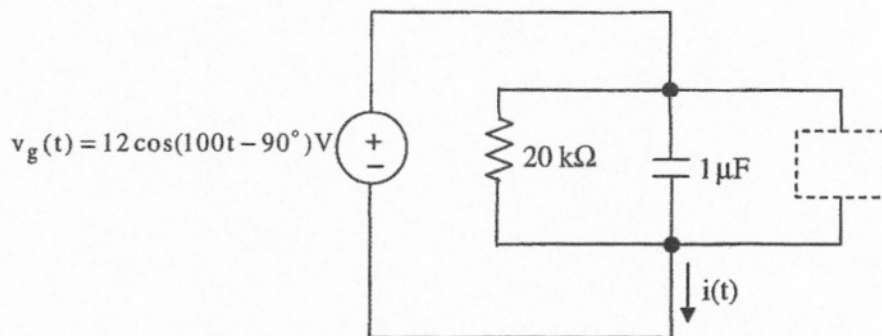 v_g(t) = 12 cos(100t − 90°)V
+
−
20 kΩ
1 μF
i(t)